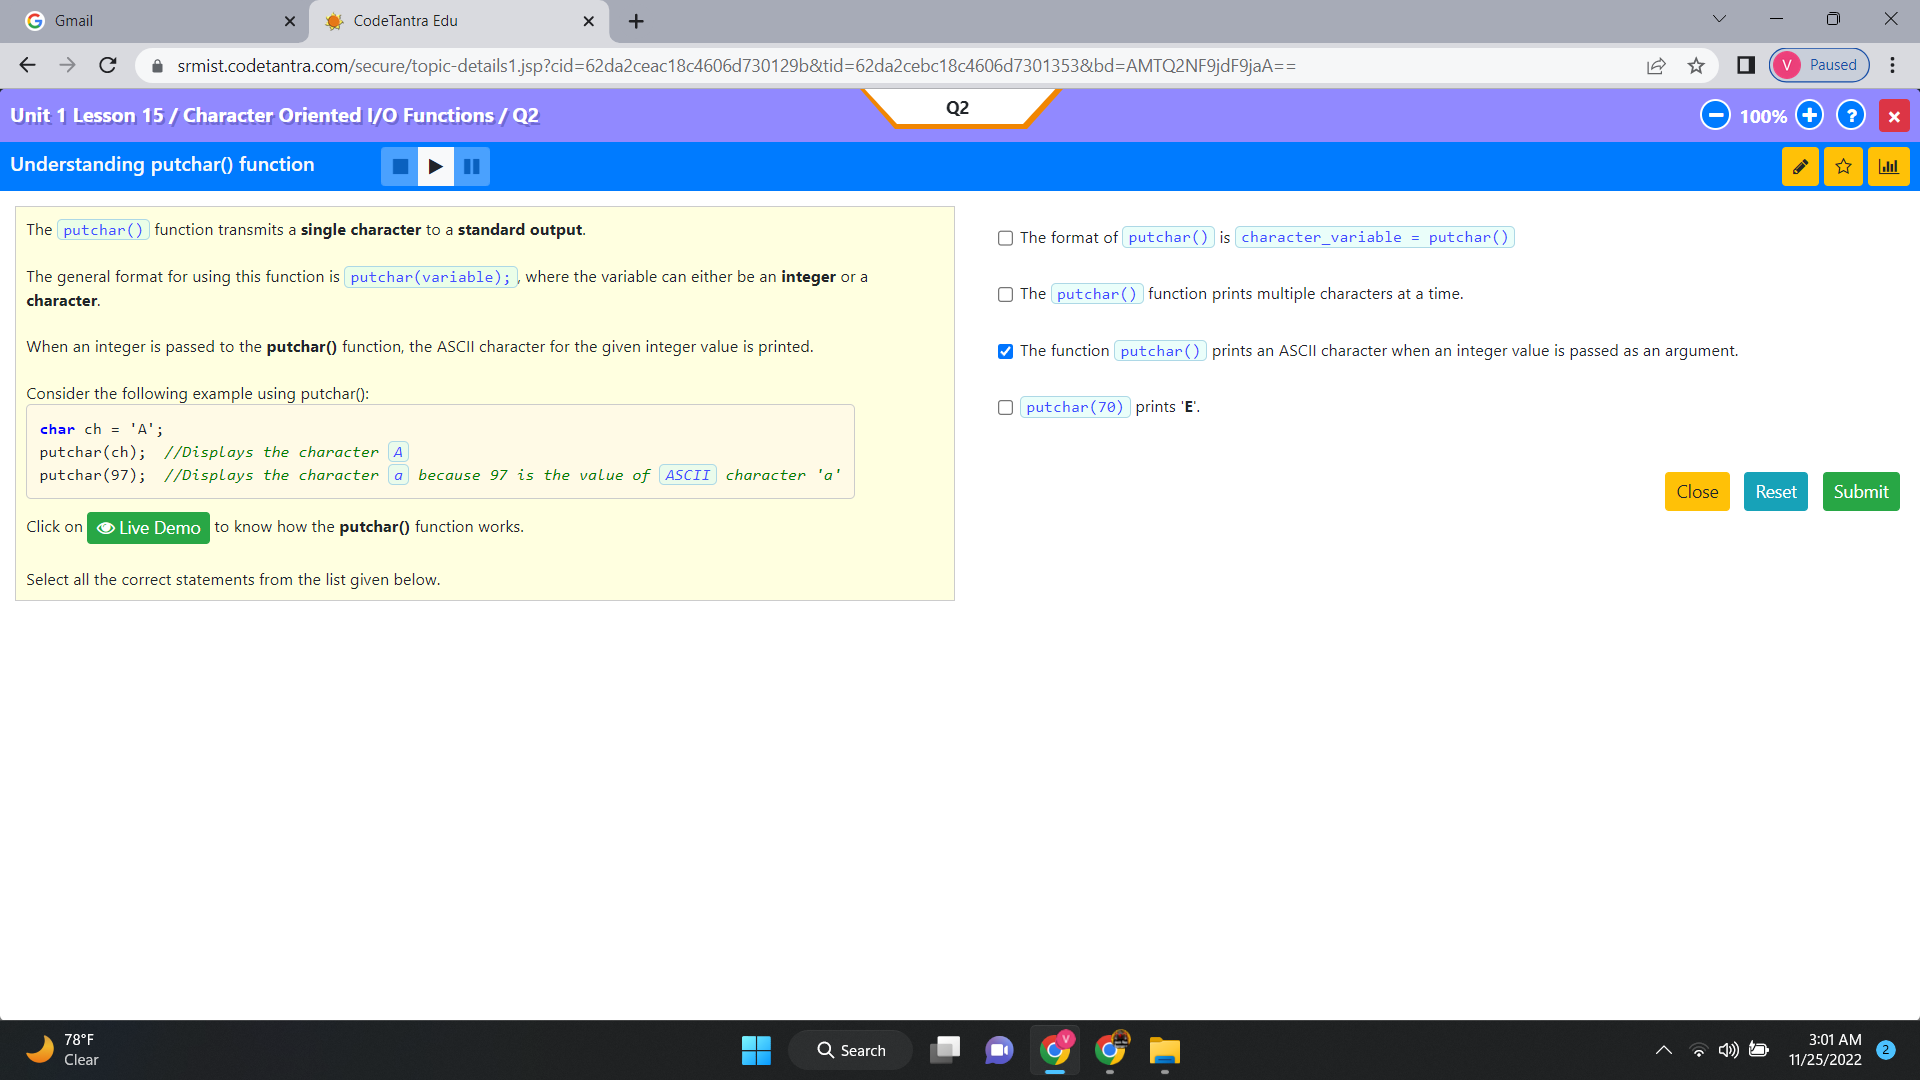 Gmail
CodeTantra Edu
srmist.codetantra.com/secure/topic-details1.jsp?cid=62da2ceac18c4606d730129b&tid=62da2cebc18c4606d7301353&bd=AMTQ2NF9jdF9jaA==
V Paused
Unit 1 Lesson 15 / Character Oriented I/O Functions / Q2
Q2
100%
?
Understanding putchar() function
The putchar() function transmits a single character to a standard output.
The general format for using this function is putchar(variable); , where the variable can either be an integer or a
character.
When an integer is passed to the putchar() function, the ASCII character for the given integer value is printed.
Consider the following example using putchar():
char ch = 'A';
putchar(ch);  //Displays the character A
putchar(97);  //Displays the character a because 97 is the value of ASCII character 'a'
Click on Live Demo to know how the putchar() function works.
Select all the correct statements from the list given below.
The format of putchar() is character_variable = putchar()
The putchar() function prints multiple characters at a time.
The function putchar() prints an ASCII character when an integer value is passed as an argument.
putchar(70) prints 'E'.
Close
Reset
Submit
78°F
Clear
Search
V
3:01 AM
11/25/2022
2